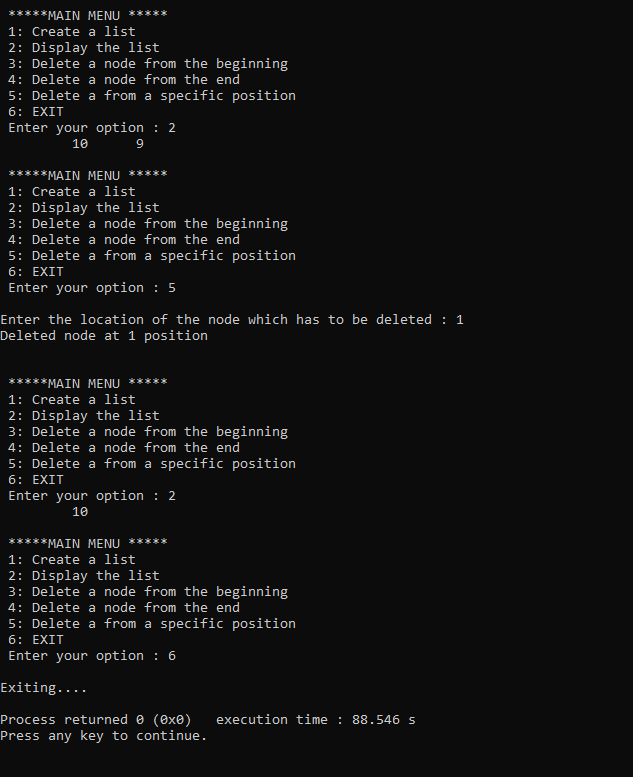 *****MAIN MENU *****
1: Create a list
2: Display the list
3: Delete a node from the beginning
4: Delete a node from the end
5: Delete a from a specific position
6: EXIT
Enter your option : 2
10      9
*****MAIN MENU *****
1: Create a list
2: Display the list
3: Delete a node from the beginning
4: Delete a node from the end
5: Delete a from a specific position
6: EXIT
Enter your option : 5
Enter the location of the node which has to be deleted : 1
Deleted node at 1 position
*****MAIN MENU *****
1: Create a list
2: Display the list
3: Delete a node from the beginning
4: Delete a node from the end
5: Delete a from a specific position
6: EXIT
Enter your option : 2
10
*****MAIN MENU *****
1: Create a list
2: Display the list
3: Delete a node from the beginning
4: Delete a node from the end
5: Delete a from a specific position
6: EXIT
Enter your option : 6
Exiting....
Process returned 0 (0x0)   execution time : 88.546 s
Press any key to continue.